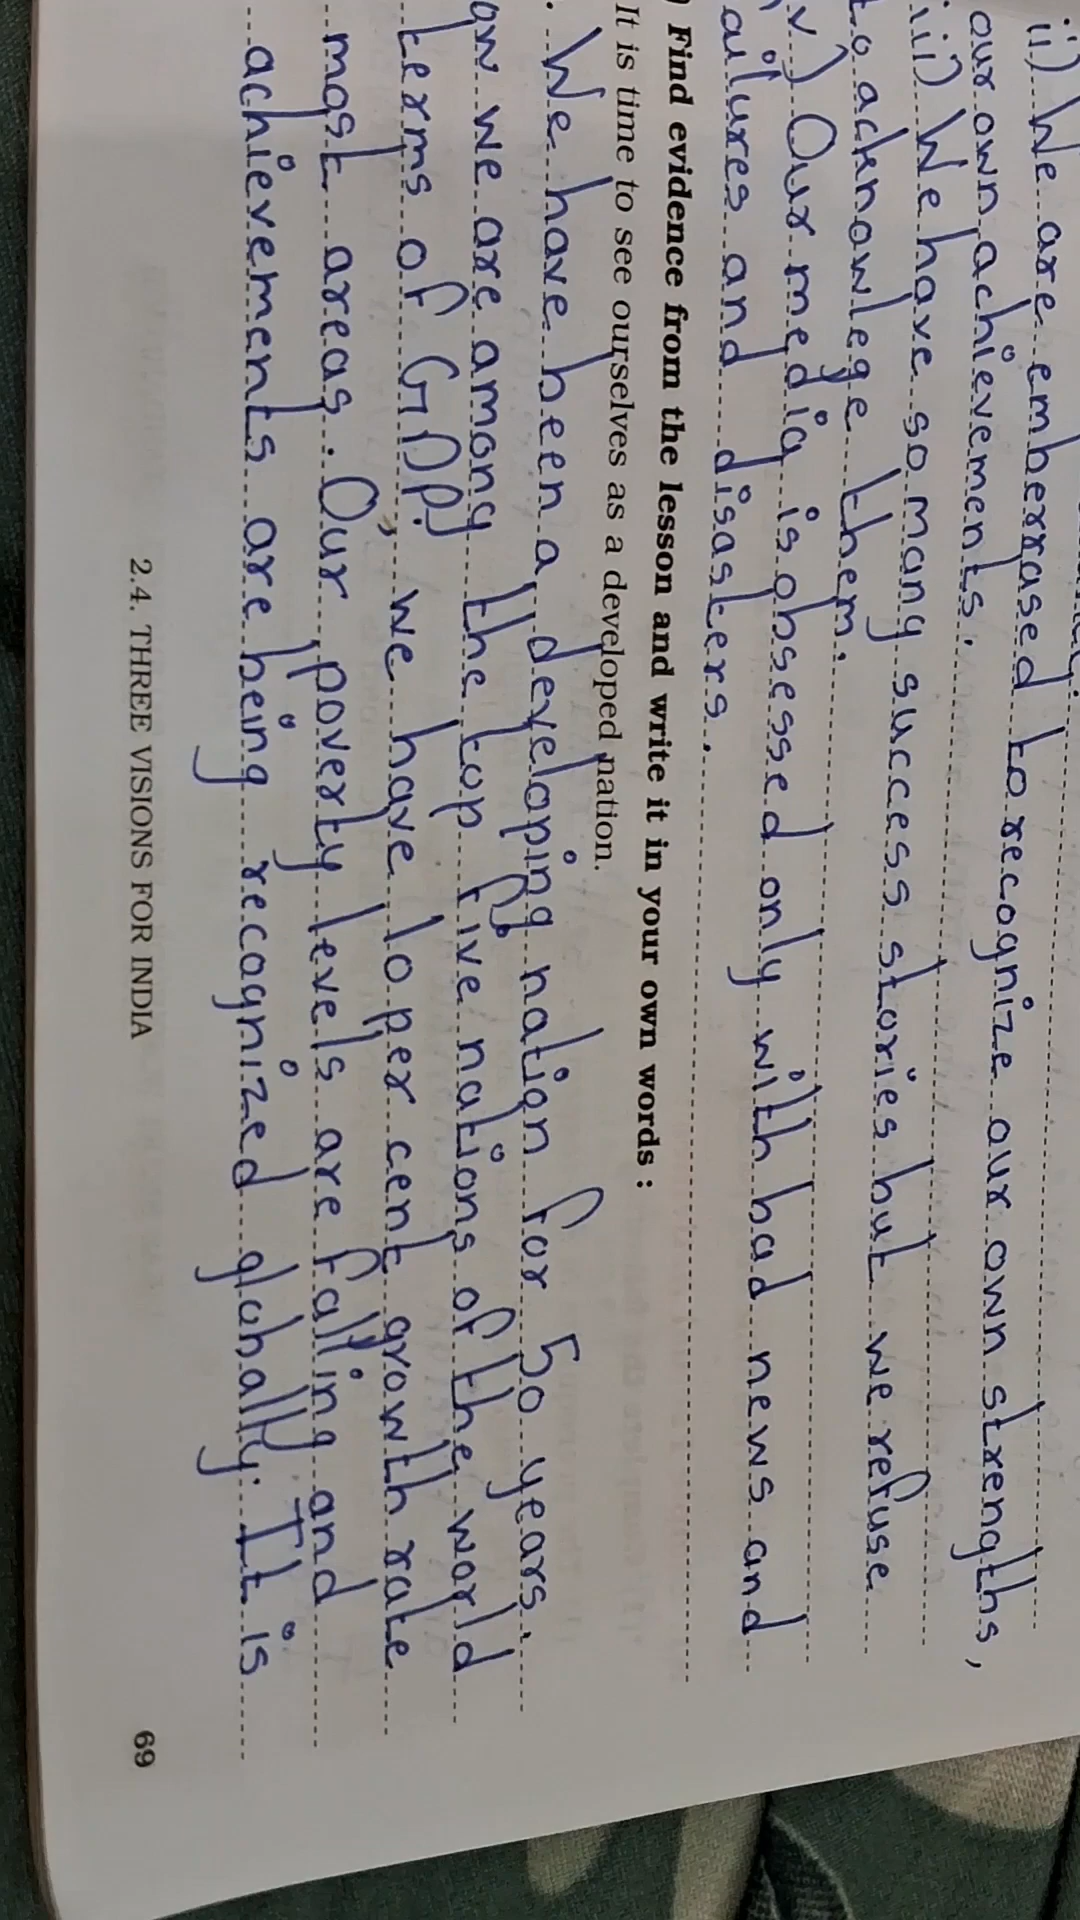 ii) We are emberrased to recognize our own strengths,
our own achievements.
iii) We have so many success stories but we refuse
to acknowlege them.
v.) Our media is obsessed only with bad news and
ailures and disasters.
) Find evidence from the lesson and write it in your own words :
It is time to see ourselves as a developed nation.
. We have been a developing nation for 50 years.
ow we are among the top five nations of the world
terms of GDP, we have 10 per cent growth rate
most areas. Our poverty levels are falling and
achievements are being recognized globally. It is
2.4. THREE VISIONS FOR INDIA
69